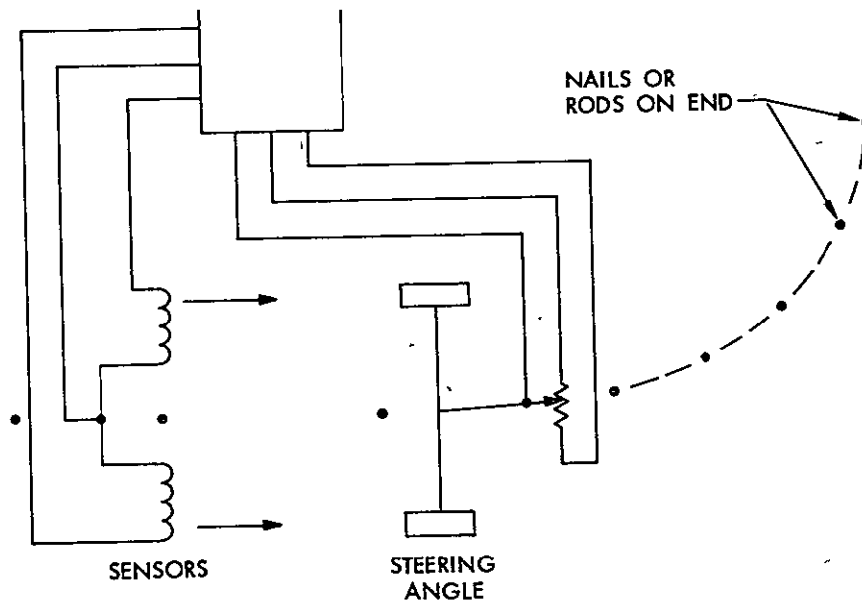 NAILS OR
RODS ON END
SENSORS
STEERING
ANGLE